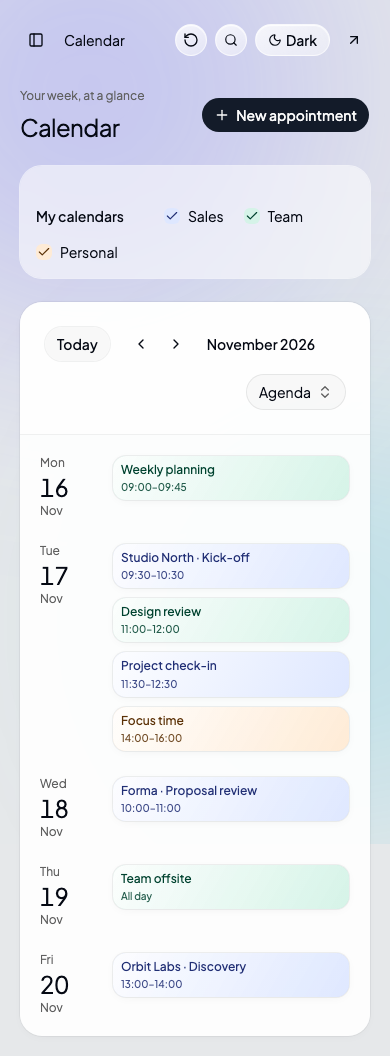 Calendar
Dark
Your week, at a glance
Calendar
New appointment
My calendars
Sales
Team
Personal
Today
November 2026
Agenda
Mon
16
Nov
Weekly planning
09:00–09:45
Tue
17
Nov
Studio North · Kick-off
09:30–10:30
Design review
11:00–12:00
Project check-in
11:30–12:30
Focus time
14:00–16:00
Wed
18
Nov
Forma · Proposal review
10:00–11:00
Thu
19
Nov
Team offsite
All day
Fri
20
Nov
Orbit Labs · Discovery
13:00–14:00